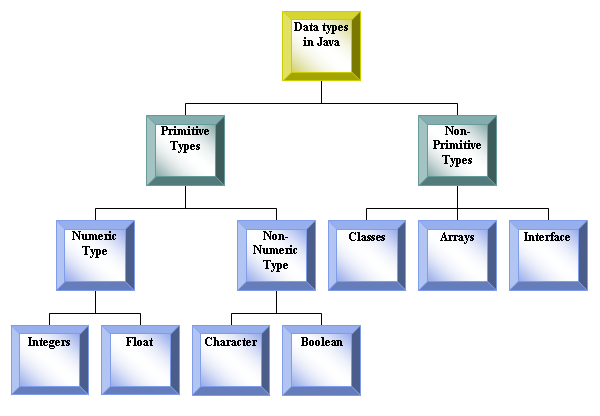 Data types
in Java
Primitive
Types
Non-
Primitive
Types
Numeric
Type
Non-
Numeric
Type
Classes
Arrays
Interface
Integers
Float
Character
Boolean